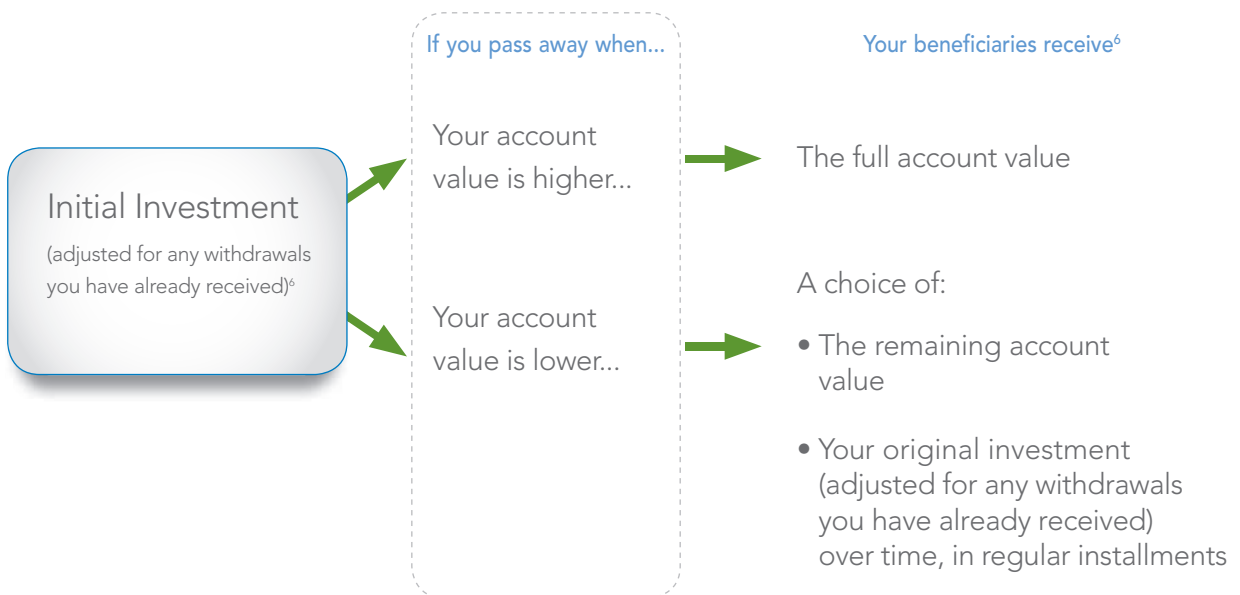 If you pass away when...
Your beneficiaries receive⁶
Initial Investment
(adjusted for any withdrawals
you have already received)⁶
Your account
value is higher...
The full account value
Your account
value is lower...
A choice of:
• The remaining account
value
• Your original investment
(adjusted for any withdrawals
you have already received)
over time, in regular installments